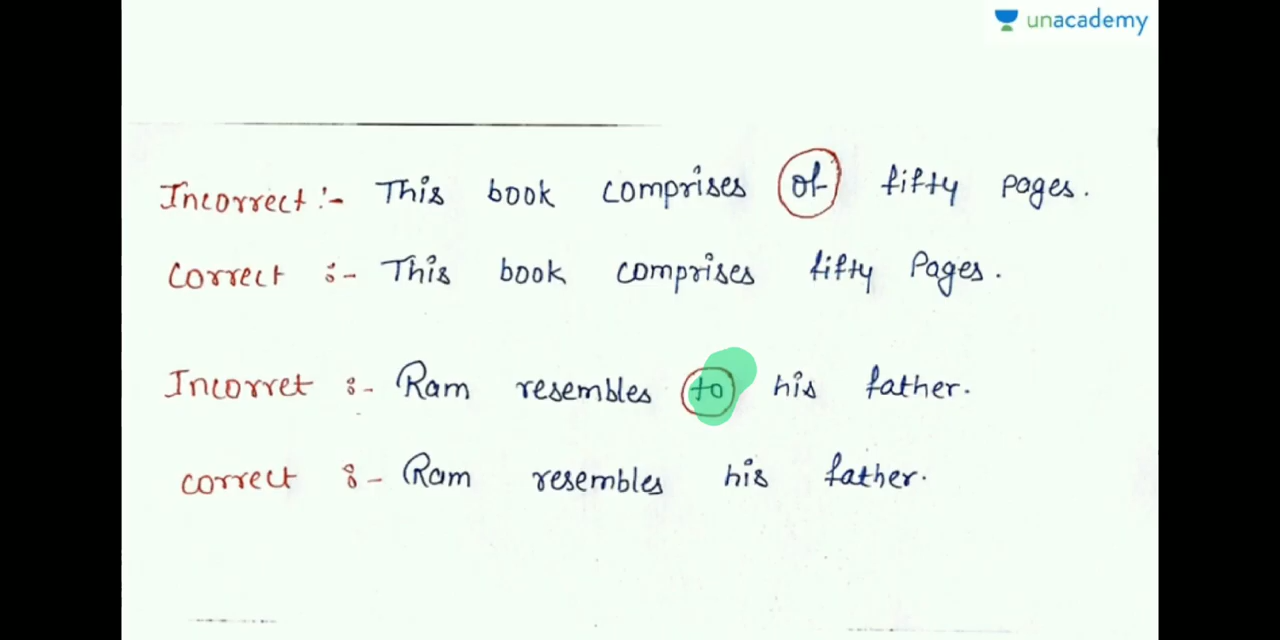 unacademy
Incorrect :- This book comprises of fifty pages.
Correct :- This book comprises fifty Pages.
Incorret :- Ram resembles to his father.
correct :- Ram resembles his father.